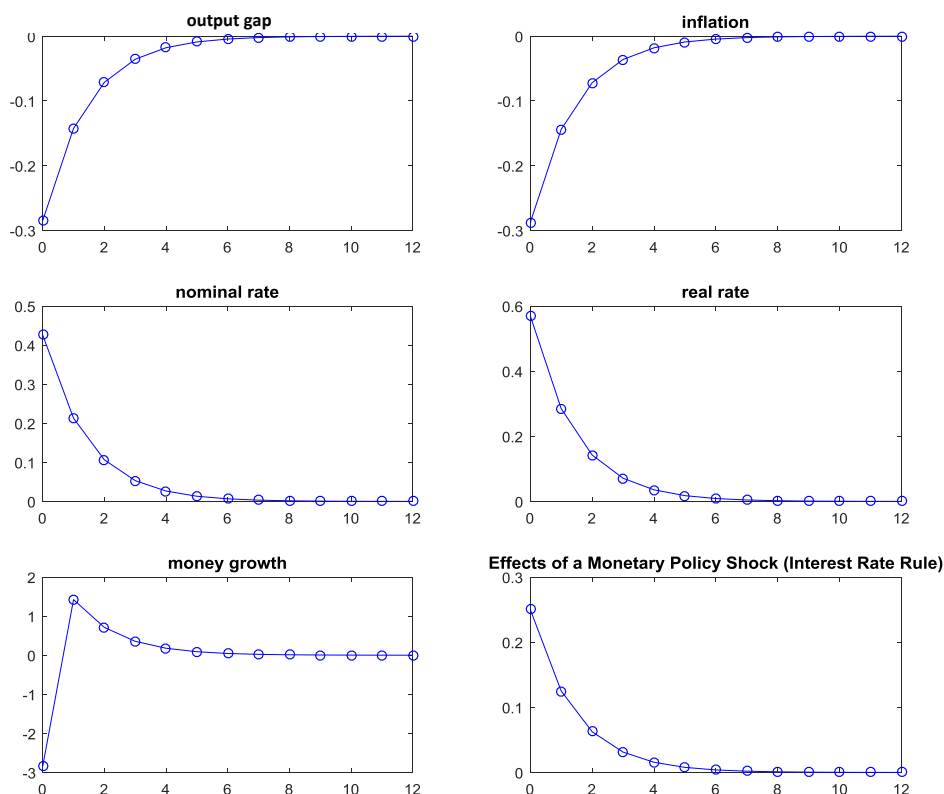 output gap
0
-0.1
-0.2
-0.3
0 2 4 6 8 10 12
inflation
0
-0.1
-0.2
-0.3
0 2 4 6 8 10 12
nominal rate
0.5
0.4
0.3
0.2
0.1
0
0 2 4 6 8 10 12
real rate
0.6
0.4
0.2
0
0 2 4 6 8 10 12
money growth
2
1
0
-1
-2
-3
0 2 4 6 8 10 12
Effects of a Monetary Policy Shock (Interest Rate Rule)
0.3
0.2
0.1
0
0 2 4 6 8 10 12